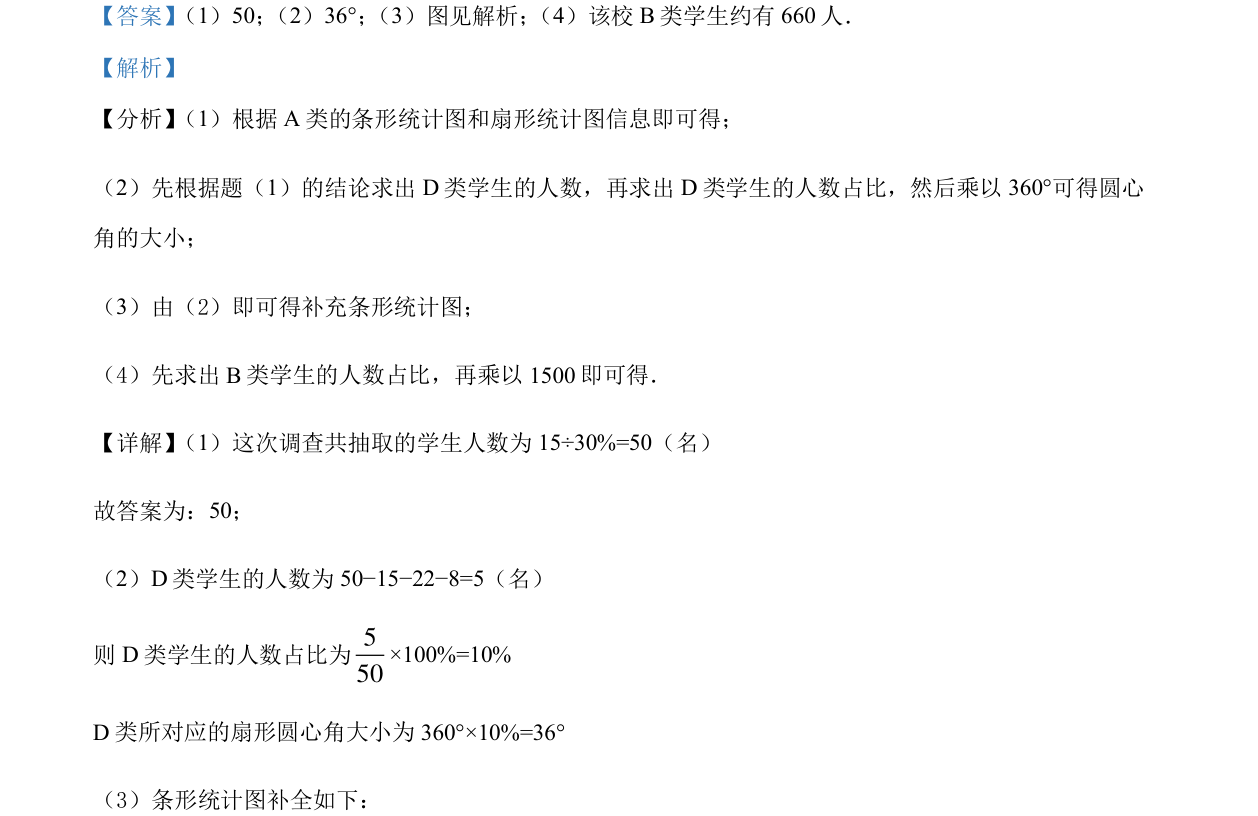 【答案】（1）50；（2）36°；（3）图见解析；（4）该校 B 类学生约有 660 人．
【解析】
【分析】（1）根据 A 类的条形统计图和扇形统计图信息即可得；
（2）先根据题（1）的结论求出 D 类学生的人数，再求出 D 类学生的人数占比，然后乘以 360°可得圆心
角的大小；
（3）由（2）即可得补充条形统计图；
（4）先求出 B 类学生的人数占比，再乘以 1500 即可得．
【详解】（1）这次调查共抽取的学生人数为 15÷30%=50（名）
故答案为：50；
（2）D 类学生的人数为 50−15−22−8=5（名）
则 D 类学生的人数占比为 5/50 ×100%=10%
D 类所对应的扇形圆心角大小为 360°×10%=36°
（3）条形统计图补全如下：